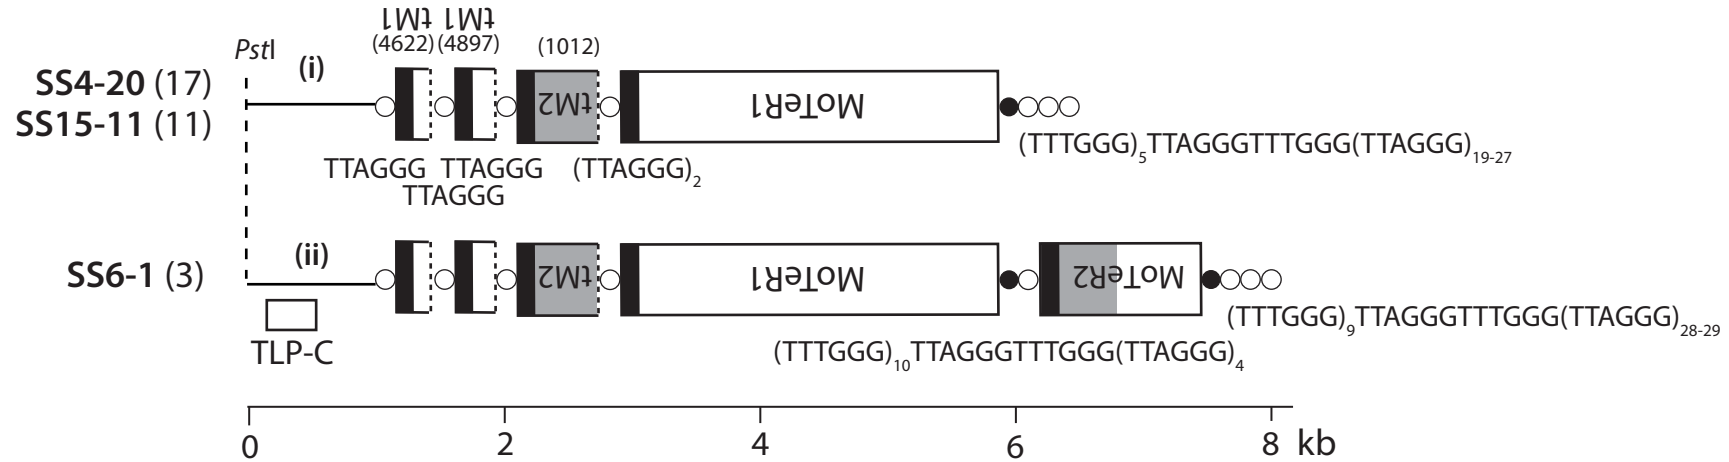 tM1 tM1
PstI (i) (4622) (4897) (1012)
SS4-20 (17)
SS15-11 (11)
tM2 MoTeR1
(TTTGGG)5TTAGGGTTTGGG(TTAGGG)19-27
TTAGGG TTAGGG (TTAGGG)2
TTAGGG
SS6-1 (3) (ii)
tM2 MoTeR1 MoTeR2
(TTTGGG)9TTAGGGTTTGGG(TTAGGG)28-29
TLP-C
(TTTGGG)10TTAGGGTTTGGG(TTAGGG)4
0 2 4 6 8 kb